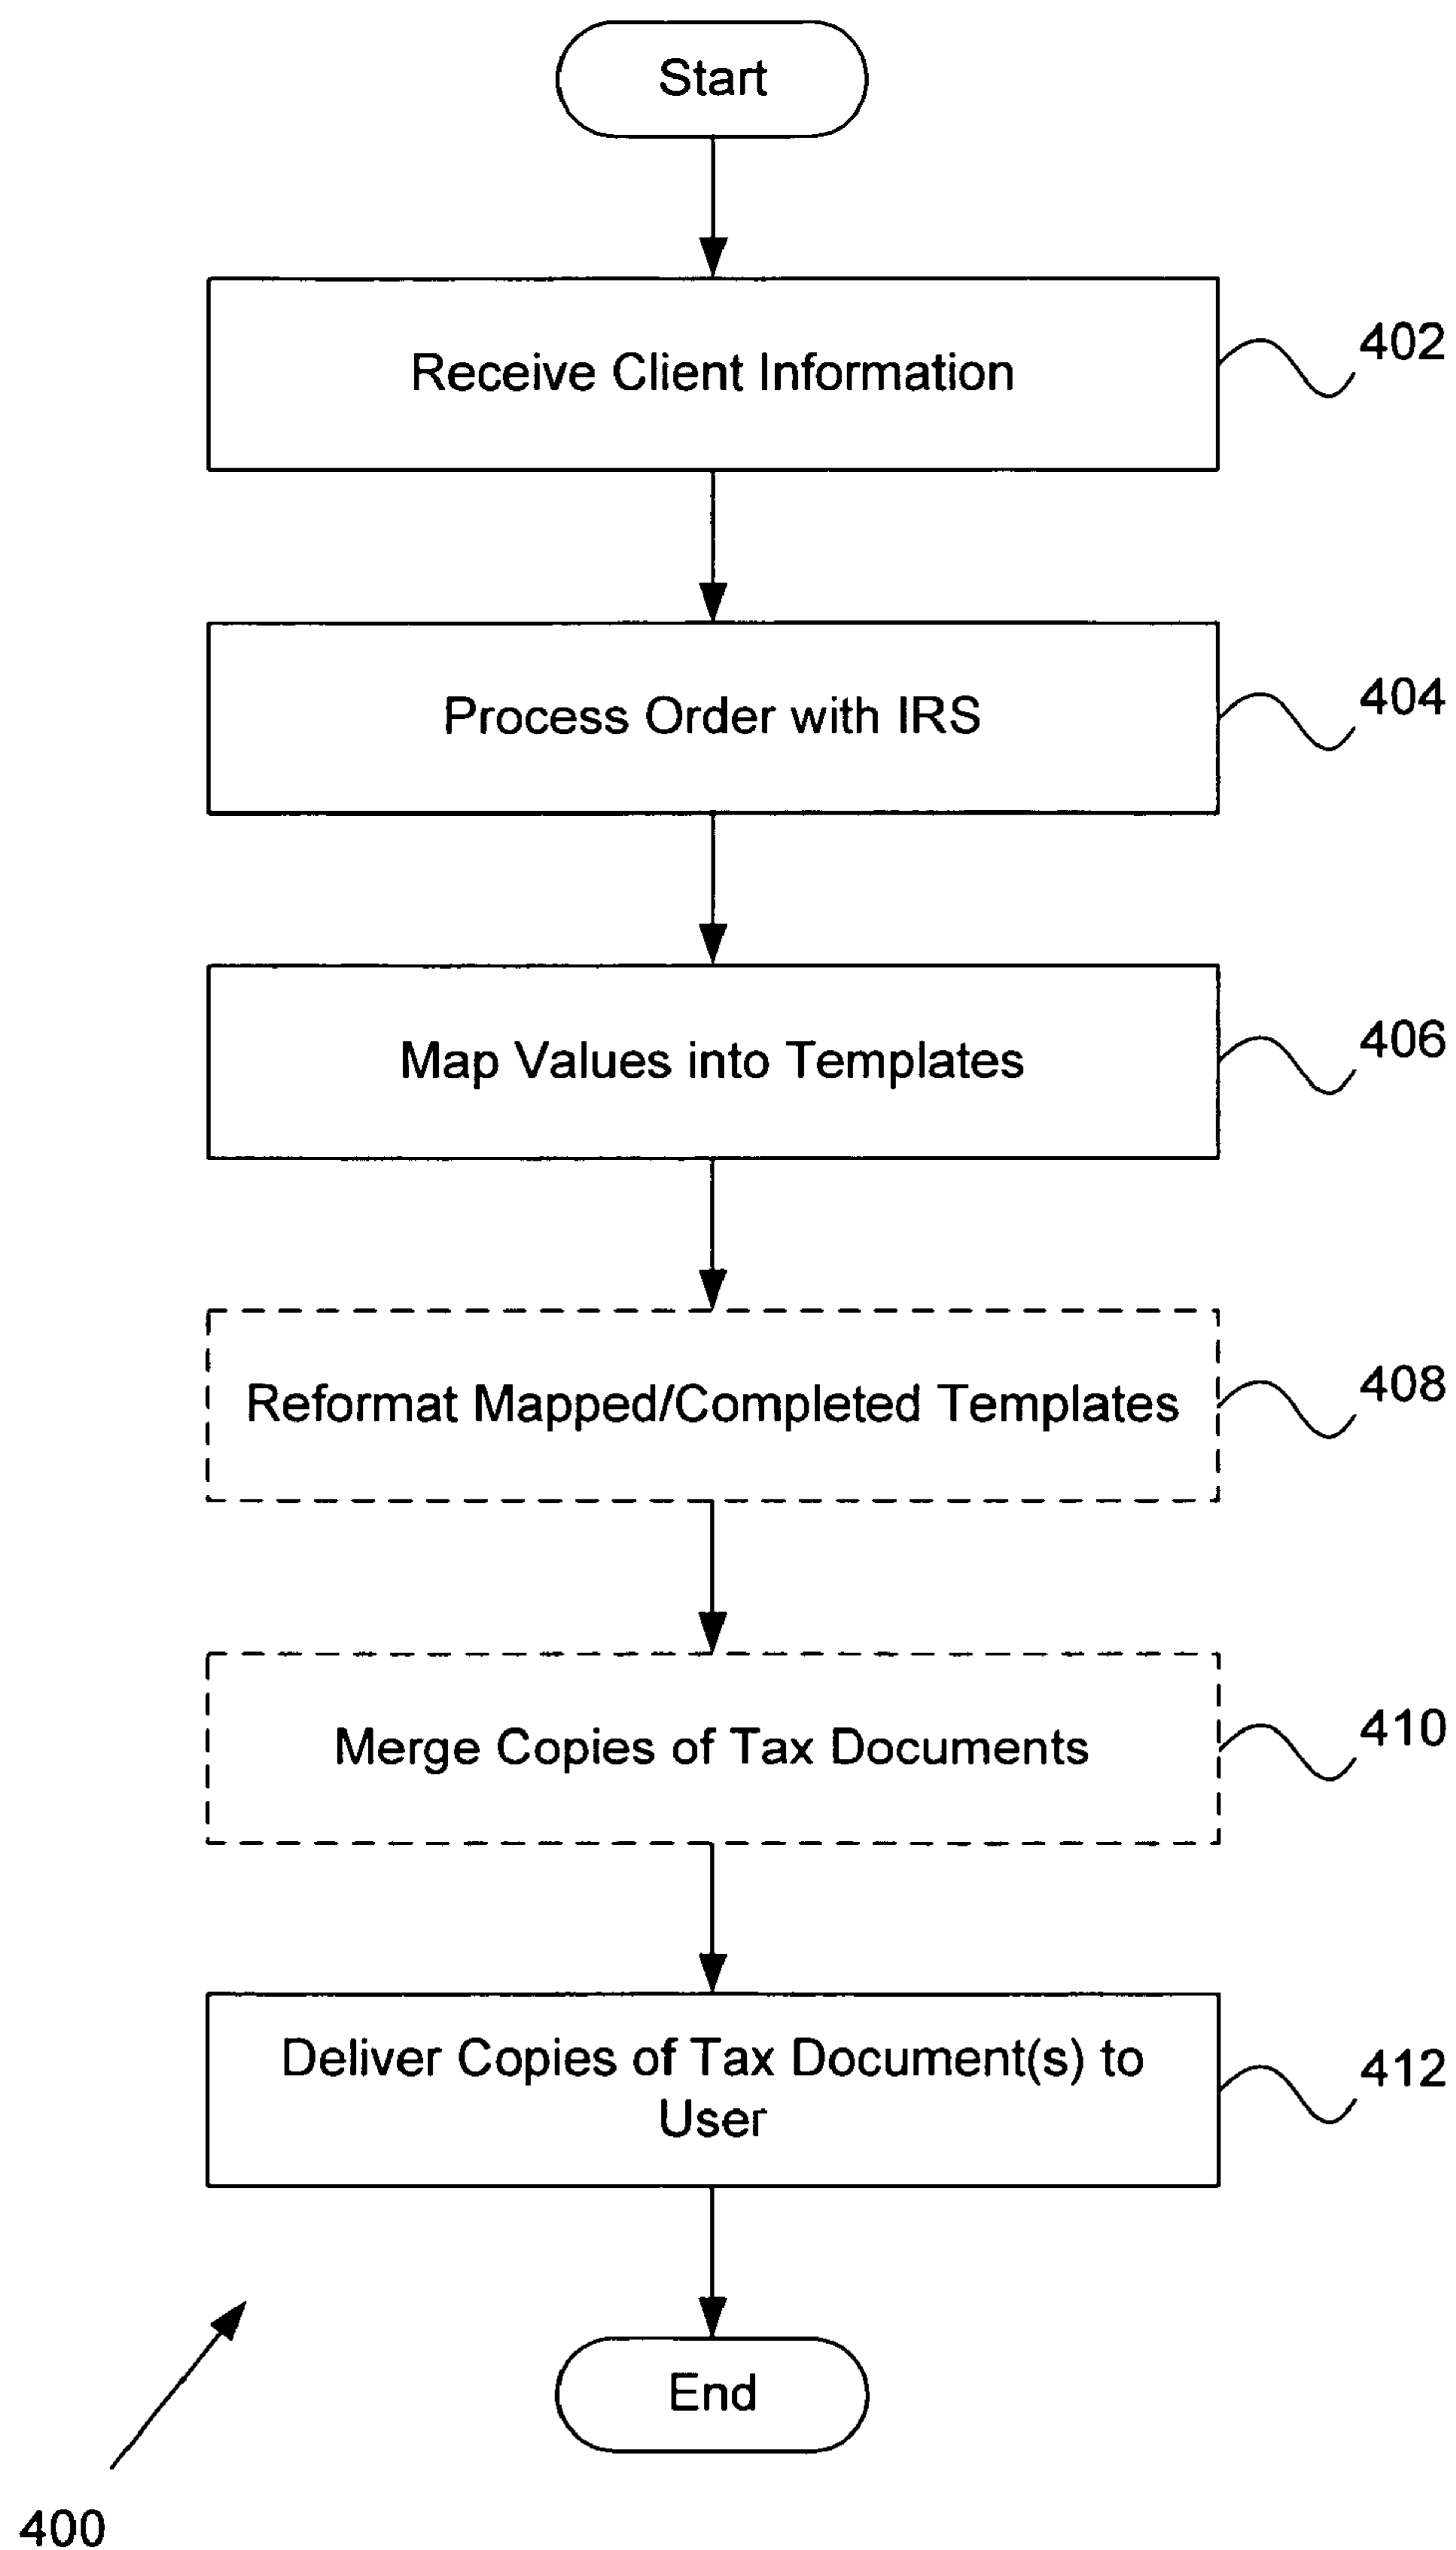 Start
Receive Client Information
402
Process Order with IRS
404
Map Values into Templates
406
Reformat Mapped/Completed Templates
408
Merge Copies of Tax Documents
410
Deliver Copies of Tax Document(s) to
User
412
End
400